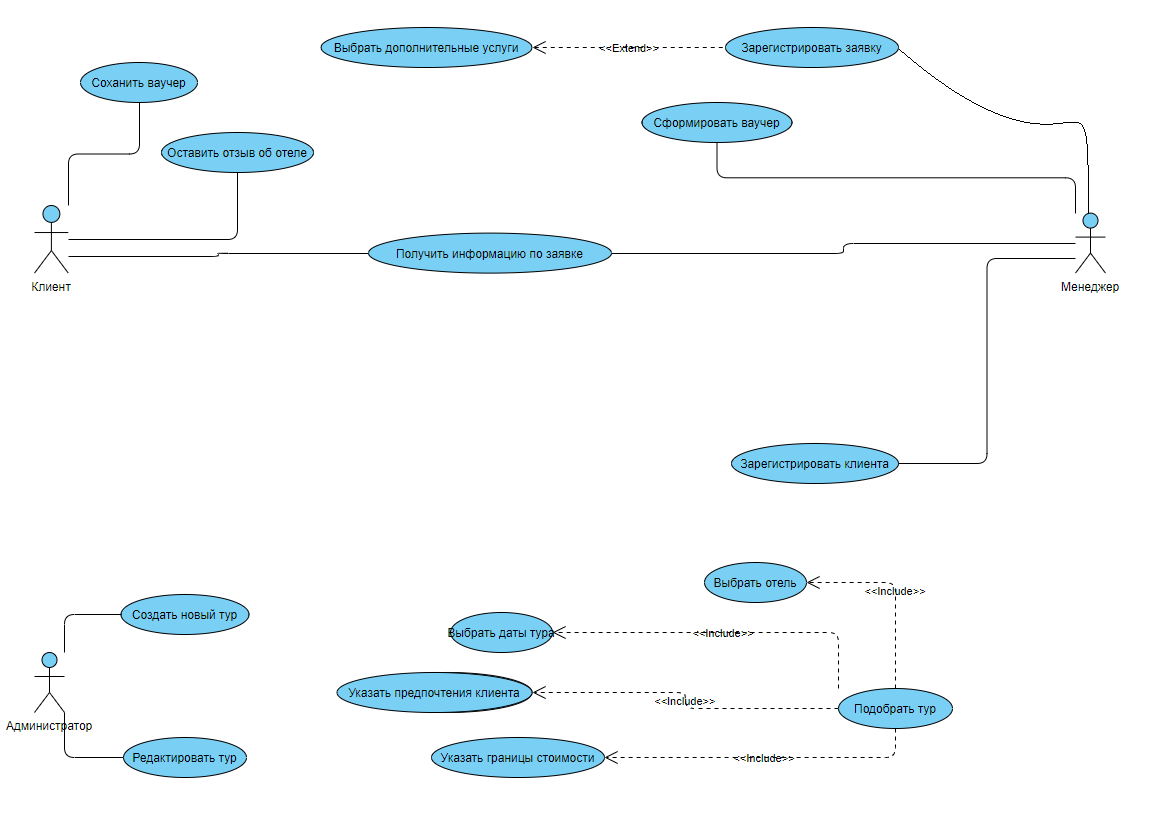 Выбрать дополнительные услуги
<<Extend>>
Зарегистрировать заявку
Соханить ваучер
Сформировать ваучер
Оставить отзыв об отеле
Получить информацию по заявке
Клиент
Менеджер
Зарегистрировать клиента
Выбрать отель
<<Include>>
Создать новый тур
Выбрать даты тура
<<Include>>
Указать предпочтения клиента
<<Include>>
Подобрать тур
Администратор
Редактировать тур
Указать границы стоимости
<<Include>>